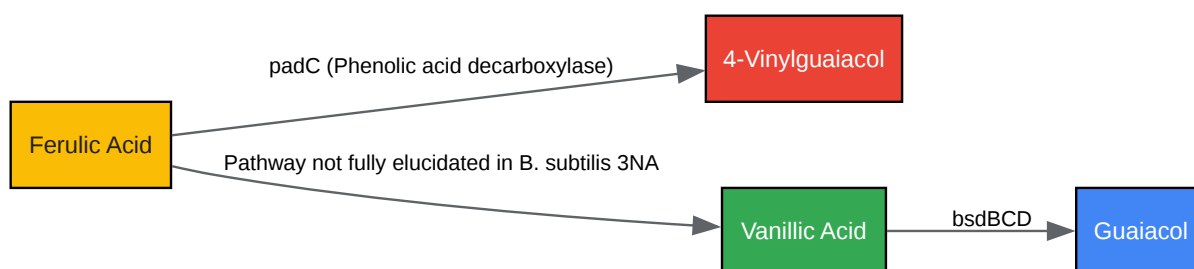 4-Vinylguaiacol
padC (Phenolic acid decarboxylase)
Ferulic Acid
Pathway not fully elucidated in B. subtilis 3NA
Vanillic Acid
bsdBCD
Guaiacol